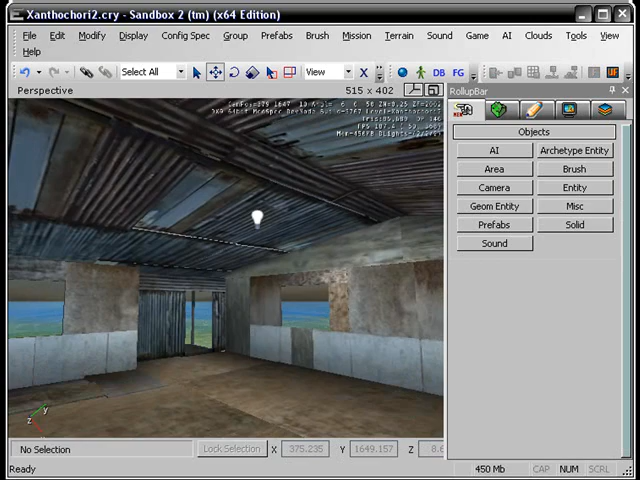 Xanthochori2.cry - Sandbox 2 (tm) (x64 Edition)
File Edit Modify Display Config Spec Group Prefabs Brush Mission Terrain Sound Game AI Clouds Tools View
Help
Select All View X DB FG UF
Perspective 515 x 402
RollupBar
Objects
AI Archetype Entity
Area Brush
Camera Entity
Geom Entity Misc
Prefabs Solid
Sound
z y
No Selection Lock Selection X 375.235 Y 1649.157 Z 8.6
Ready 450 Mb CAP NUM SCRL